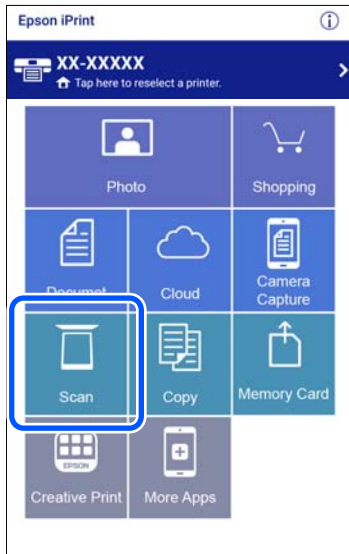 Epson iPrint
i
XX-XXXXX
Tap here to reselect a printer.
Photo
Shopping
Documet
Cloud
Camera
Capture
Scan
Copy
Memory Card
EPSON
Creative Print
More Apps